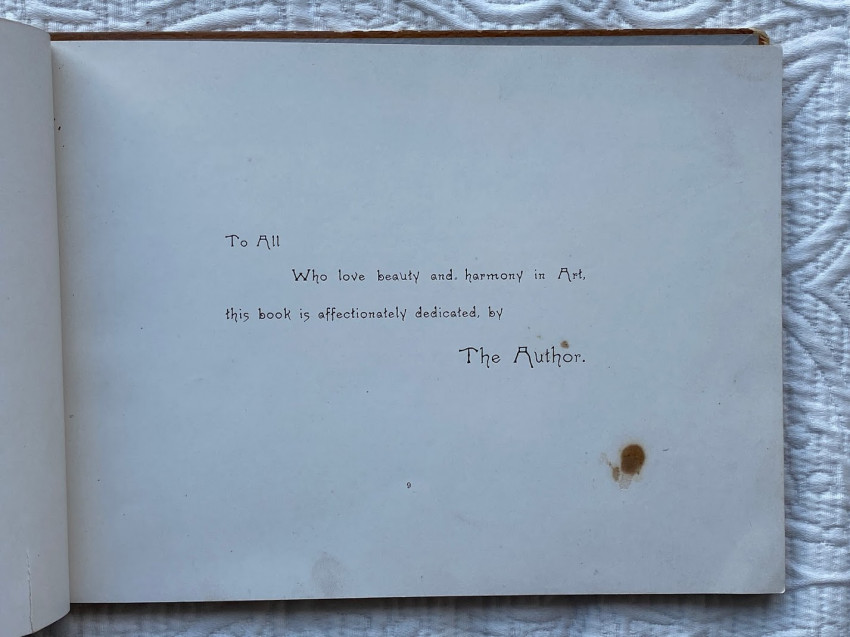 To All
Who love beauty and harmony in Art,
this book is affectionately dedicated, by
The Author.
9